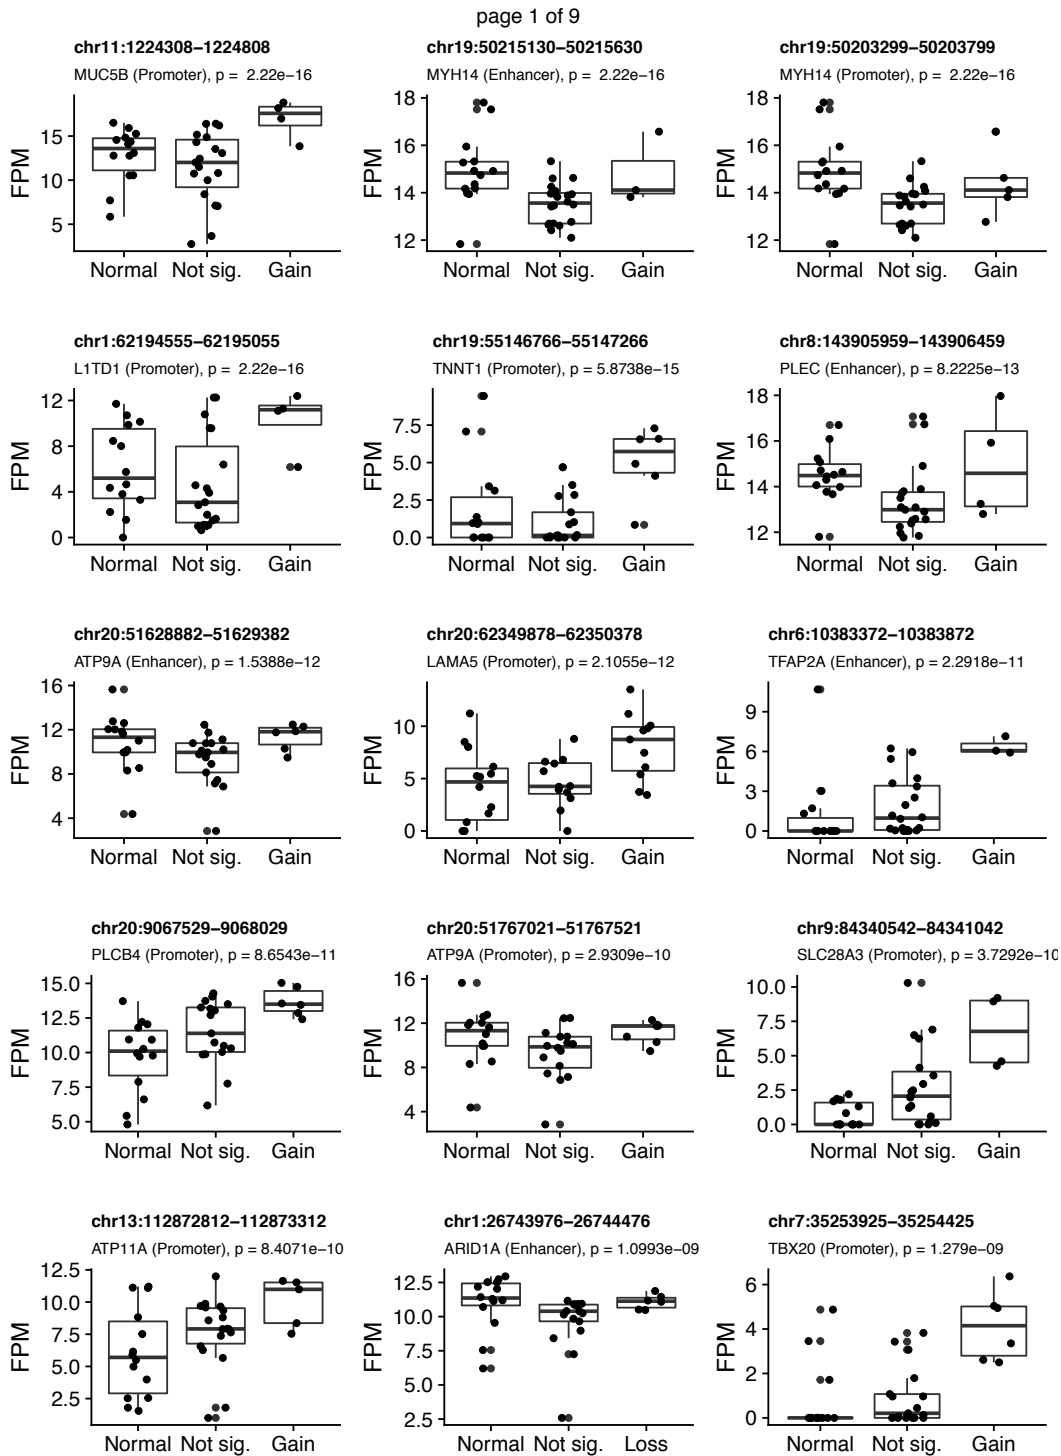 page 1 of 9
chr11:1224308–1224808
MUC5B (Promoter), p = 2.22e−16
FPM
15
10
5
Normal Not sig. Gain
chr19:50215130–50215630
MYH14 (Enhancer), p = 2.22e−16
FPM
18
16
14
12
Normal Not sig. Gain
chr19:50203299–50203799
MYH14 (Promoter), p = 2.22e−16
FPM
18
16
14
12
Normal Not sig. Gain
chr1:62194555–62195055
L1TD1 (Promoter), p = 2.22e−16
FPM
12
8
4
0
Normal Not sig. Gain
chr19:55146766–55147266
TNNT1 (Promoter), p = 5.8738e−15
FPM
7.5
5.0
2.5
0.0
Normal Not sig. Gain
chr8:143905959–143906459
PLEC (Enhancer), p = 8.2225e−13
FPM
18
16
14
12
Normal Not sig. Gain
chr20:51628882–51629382
ATP9A (Enhancer), p = 1.5388e−12
FPM
16
12
8
4
Normal Not sig. Gain
chr20:62349878–62350378
LAMA5 (Promoter), p = 2.1055e−12
FPM
10
5
0
Normal Not sig. Gain
chr6:10383372–10383872
TFAP2A (Enhancer), p = 2.2918e−11
FPM
9
6
3
0
Normal Not sig. Gain
chr20:9067529–9068029
PLCB4 (Promoter), p = 8.6543e−11
FPM
15.0
12.5
10.0
7.5
5.0
Normal Not sig. Gain
chr20:51767021–51767521
ATP9A (Promoter), p = 2.9309e−10
FPM
16
12
8
4
Normal Not sig. Gain
chr9:84340542–84341042
SLC28A3 (Promoter), p = 3.7292e−10
FPM
10.0
7.5
5.0
2.5
0.0
Normal Not sig. Gain
chr13:112872812–112873312
ATP11A (Promoter), p = 8.4071e−10
FPM
12.5
10.0
7.5
5.0
2.5
Normal Not sig. Gain
chr1:26743976–26744476
ARID1A (Enhancer), p = 1.0993e−09
FPM
12.5
10.0
7.5
5.0
2.5
Normal Not sig. Loss
chr7:35253925–35254425
TBX20 (Promoter), p = 1.279e−09
FPM
6
4
2
0
Normal Not sig. Gain